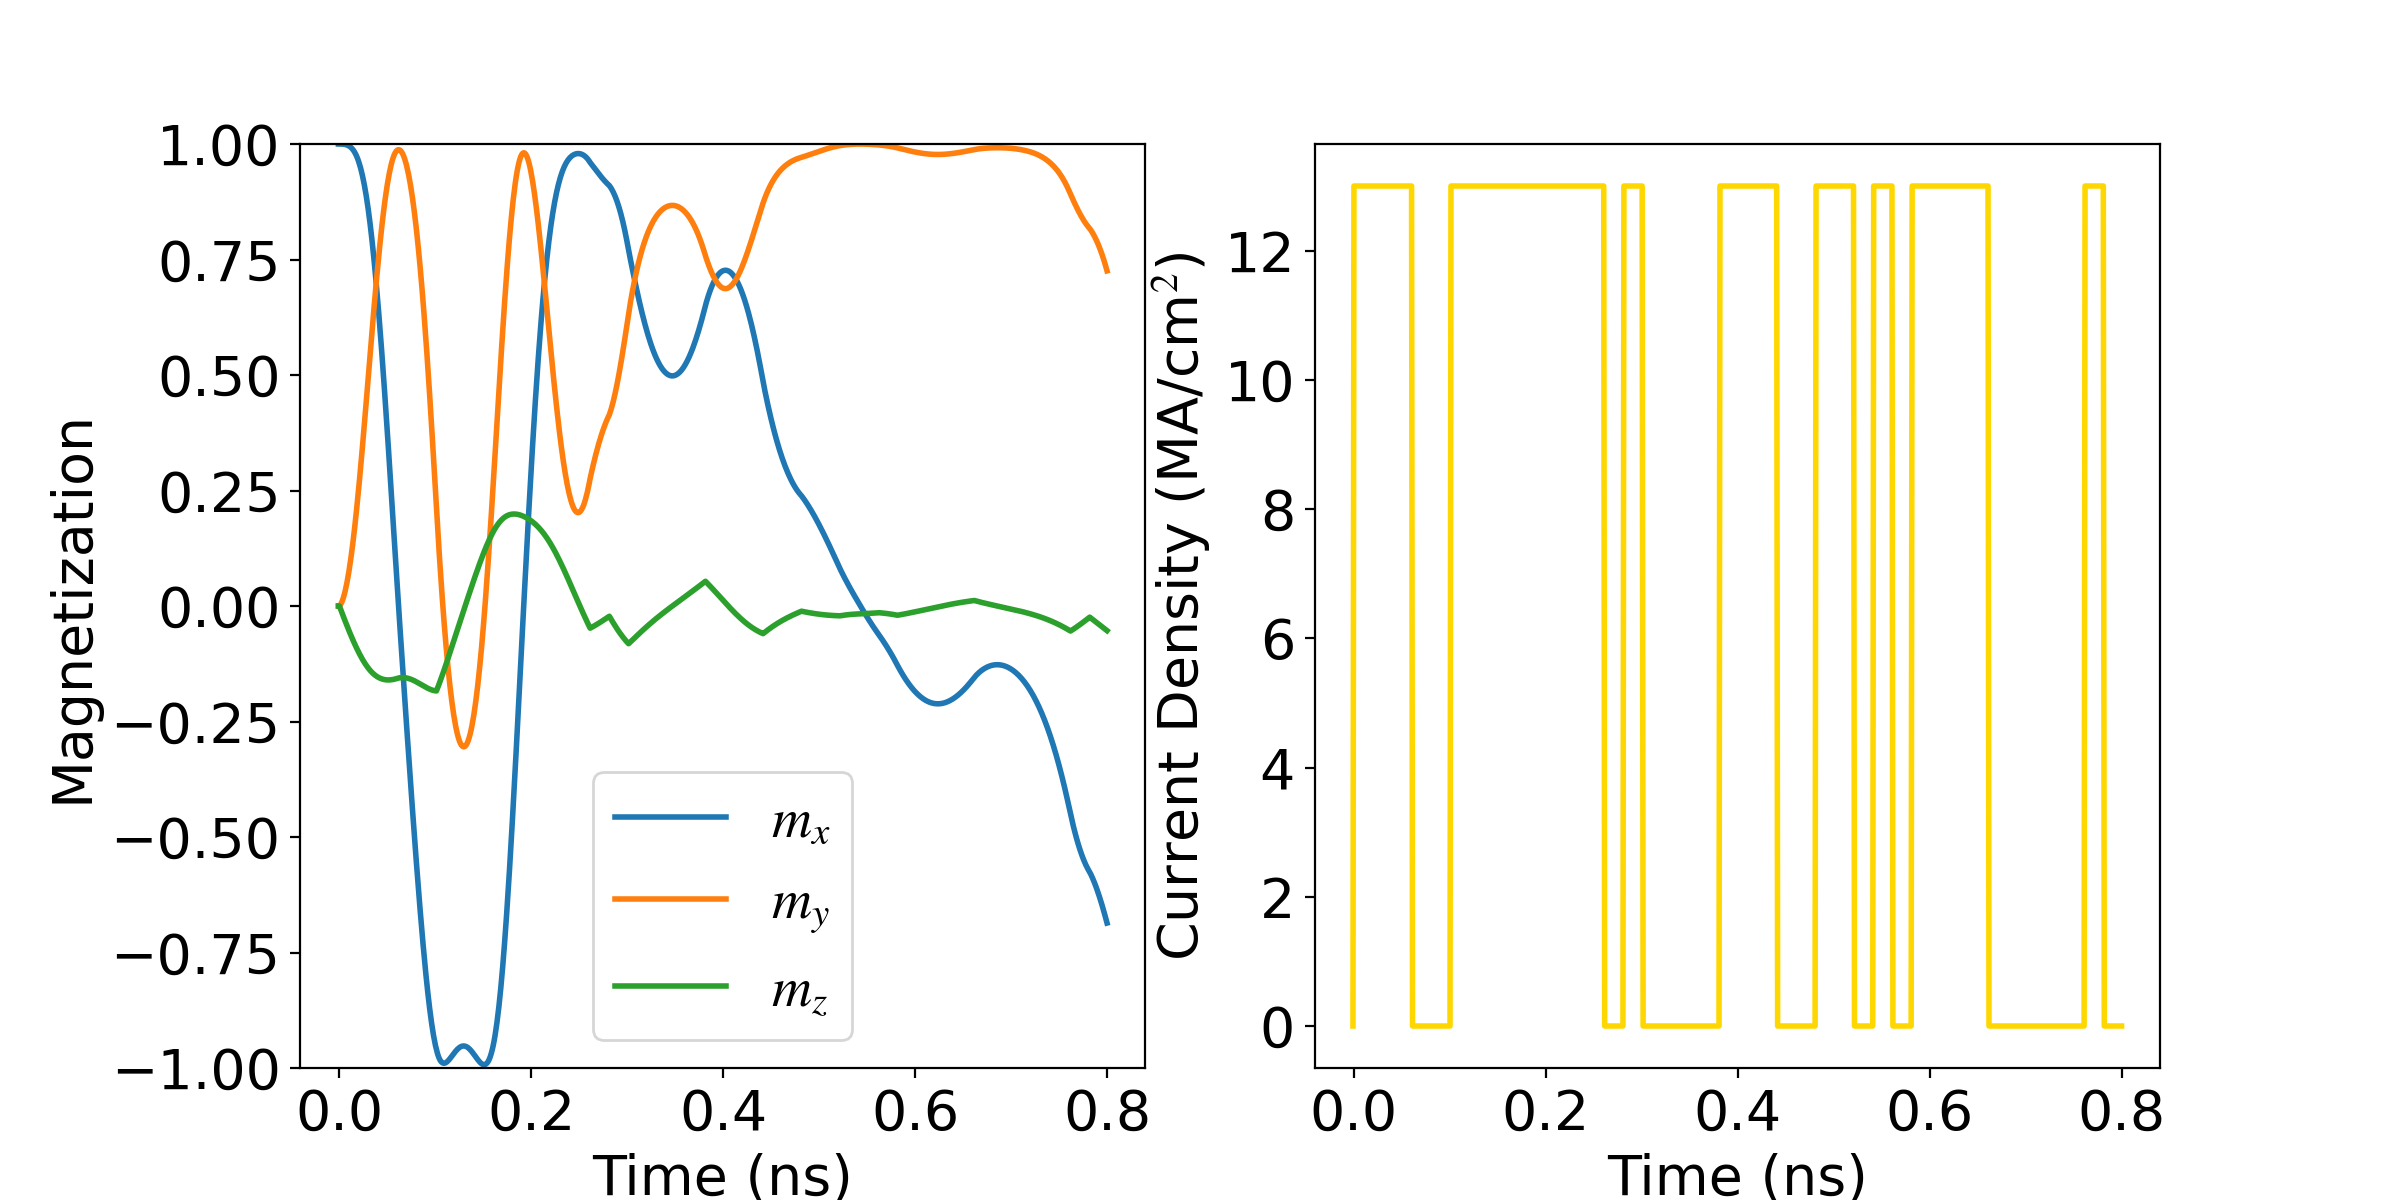 Magnetization
1.00
0.75
0.50
0.25
0.00
−0.25
−0.50
−0.75
−1.00
0.0 0.2 0.4 0.6 0.8
Time (ns)
m_x
m_y
m_z
Current Density (MA/cm²)
12
10
8
6
4
2
0
0.0 0.2 0.4 0.6 0.8
Time (ns)